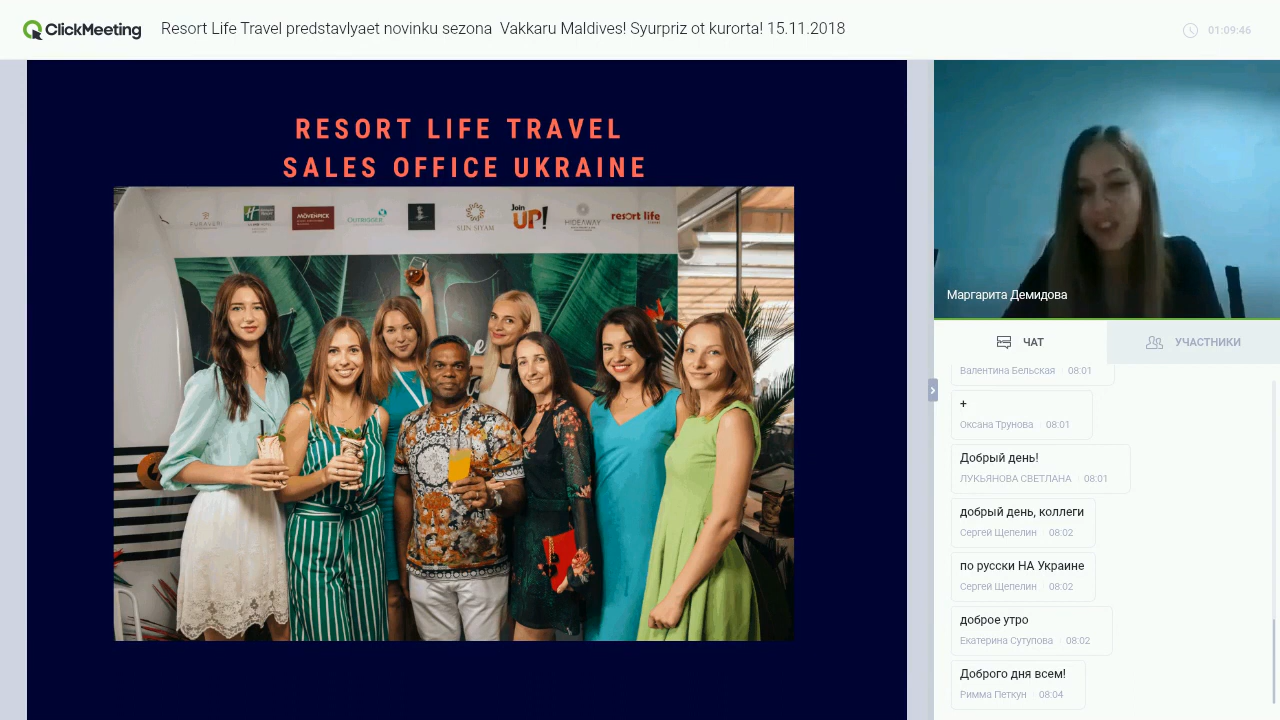 ClickMeeting
Resort Life Travel predstavlyaet novinku sezona Vakkaru Maldives! Syurpriz ot kurorta! 15.11.2018
01:09:46
RESORT LIFE TRAVEL
SALES OFFICE UKRAINE
FURAVERI
Holiday Inn
MÖVENPICK
OUTRIGGER
SUN SIYAM
Join UP!
HIDEAWAY
resort life
Маргарита Демидова
ЧАТ
УЧАСТНИКИ
Валентина Бельская · 08:01
+
Оксана Трунова · 08:01
Добрый день!
ЛУКЬЯНОВА СВЕТЛАНА · 08:01
добрый день, коллеги
Сергей Щепелин · 08:02
по русски НА Украине
Сергей Щепелин · 08:02
доброе утро
Екатерина Сутупова · 08:02
Доброго дня всем!
Римма Петкун · 08:04